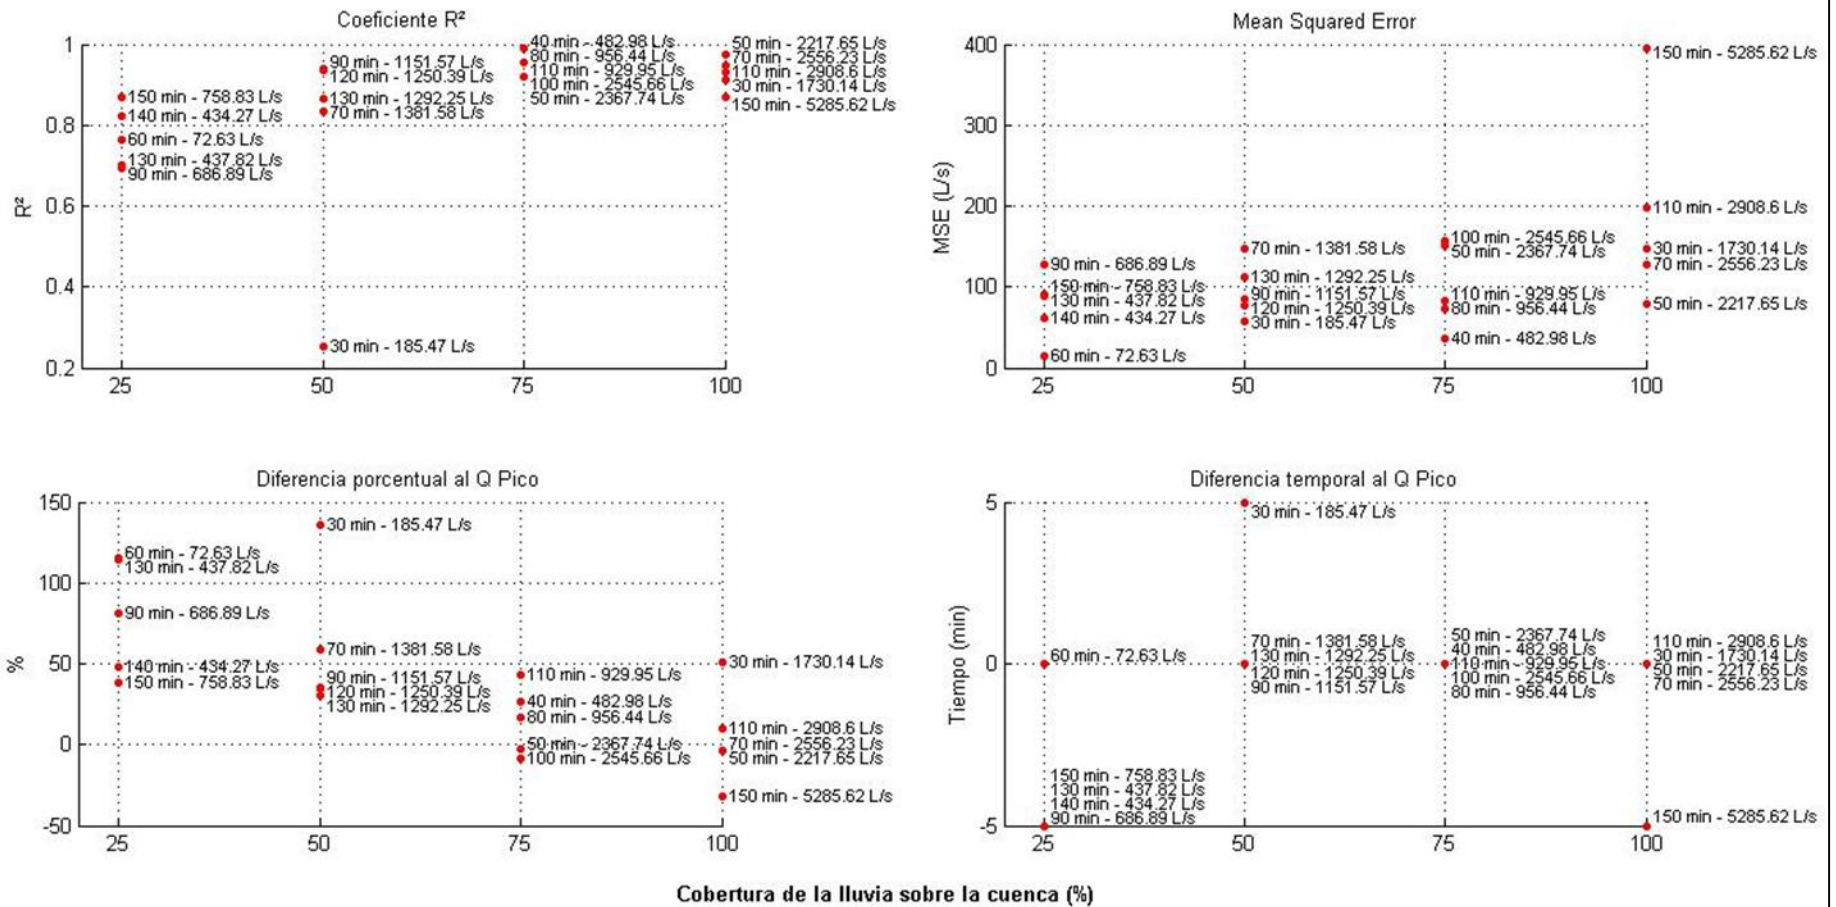 Coeficiente R²
R²
1
0.8
0.6
0.4
0.2
25
50
75
100
150 min - 758.83 L/s
140 min - 434.27 L/s
60 min - 72.63 L/s
130 min - 437.82 L/s
90 min - 686.89 L/s
90 min - 1151.57 L/s
120 min - 1250.39 L/s
130 min - 1292.25 L/s
70 min - 1381.58 L/s
30 min - 185.47 L/s
40 min - 482.98 L/s
80 min - 956.44 L/s
110 min - 929.95 L/s
100 min - 2545.66 L/s
50 min - 2367.74 L/s
50 min - 2217.65 L/s
70 min - 2556.23 L/s
110 min - 2908.6 L/s
30 min - 1730.14 L/s
150 min - 5285.62 L/s
Mean Squared Error
MSE (L/s)
400
300
200
100
0
25
50
75
100
90 min - 686.89 L/s
150 min - 758.83 L/s
130 min - 437.82 L/s
140 min - 434.27 L/s
60 min - 72.63 L/s
70 min - 1381.58 L/s
130 min - 1292.25 L/s
90 min - 1151.57 L/s
120 min - 1250.39 L/s
30 min - 185.47 L/s
100 min - 2545.66 L/s
50 min - 2367.74 L/s
110 min - 929.95 L/s
80 min - 956.44 L/s
40 min - 482.98 L/s
150 min - 5285.62 L/s
110 min - 2908.6 L/s
30 min - 1730.14 L/s
70 min - 2556.23 L/s
50 min - 2217.65 L/s
Diferencia porcentual al Q Pico
%
150
100
50
0
-50
25
50
75
100
60 min - 72.63 L/s
130 min - 437.82 L/s
90 min - 686.89 L/s
140 min - 434.27 L/s
150 min - 758.83 L/s
30 min - 185.47 L/s
70 min - 1381.58 L/s
90 min - 1151.57 L/s
120 min - 1250.39 L/s
130 min - 1292.25 L/s
110 min - 929.95 L/s
40 min - 482.98 L/s
80 min - 956.44 L/s
50 min - 2367.74 L/s
100 min - 2545.66 L/s
30 min - 1730.14 L/s
110 min - 2908.6 L/s
70 min - 2556.23 L/s
50 min - 2217.65 L/s
150 min - 5285.62 L/s
Diferencia temporal al Q Pico
Tiempo (min)
5
0
-5
25
50
75
100
60 min - 72.63 L/s
150 min - 758.83 L/s
130 min - 437.82 L/s
140 min - 434.27 L/s
90 min - 686.89 L/s
30 min - 185.47 L/s
70 min - 1381.58 L/s
130 min - 1292.25 L/s
120 min - 1250.39 L/s
90 min - 1151.57 L/s
50 min - 2367.74 L/s
40 min - 482.98 L/s
110 min - 929.95 L/s
100 min - 2545.66 L/s
80 min - 956.44 L/s
110 min - 2908.6 L/s
30 min - 1730.14 L/s
50 min - 2217.65 L/s
70 min - 2556.23 L/s
150 min - 5285.62 L/s
Cobertura de la lluvia sobre la cuenca (%)